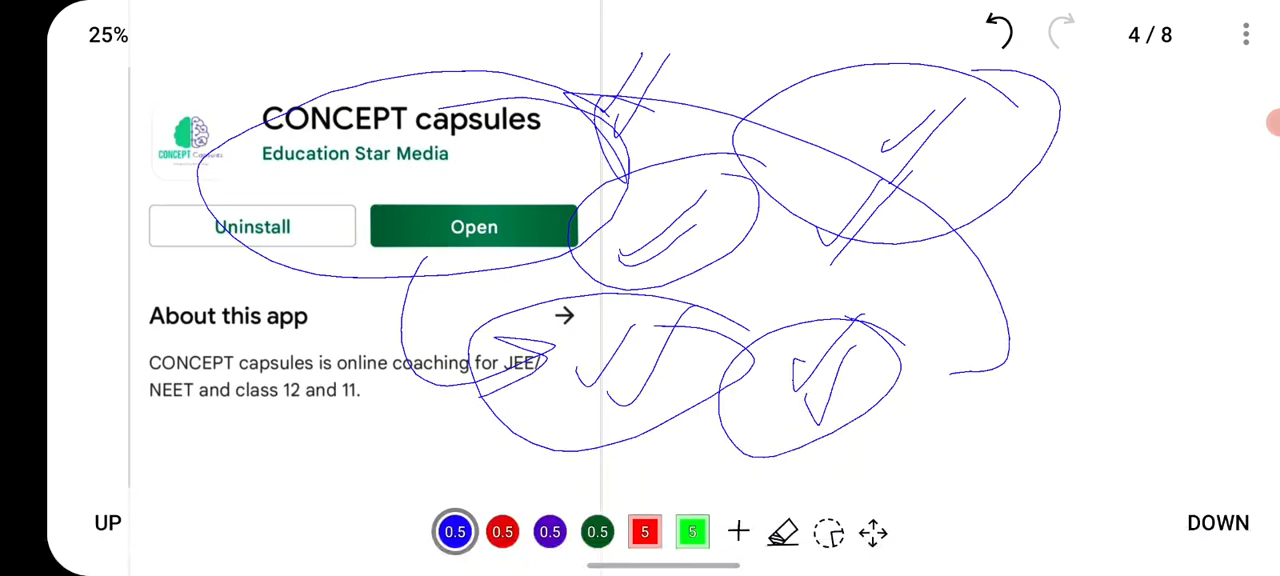 25%
4 / 8
CONCEPT capsules
Education Star Media
CONCEPT Capsules
Uninstall
Open
About this app
CONCEPT capsules is online coaching for JEE/
NEET and class 12 and 11.
UP
DOWN
0.5
0.5
0.5
0.5
5
5